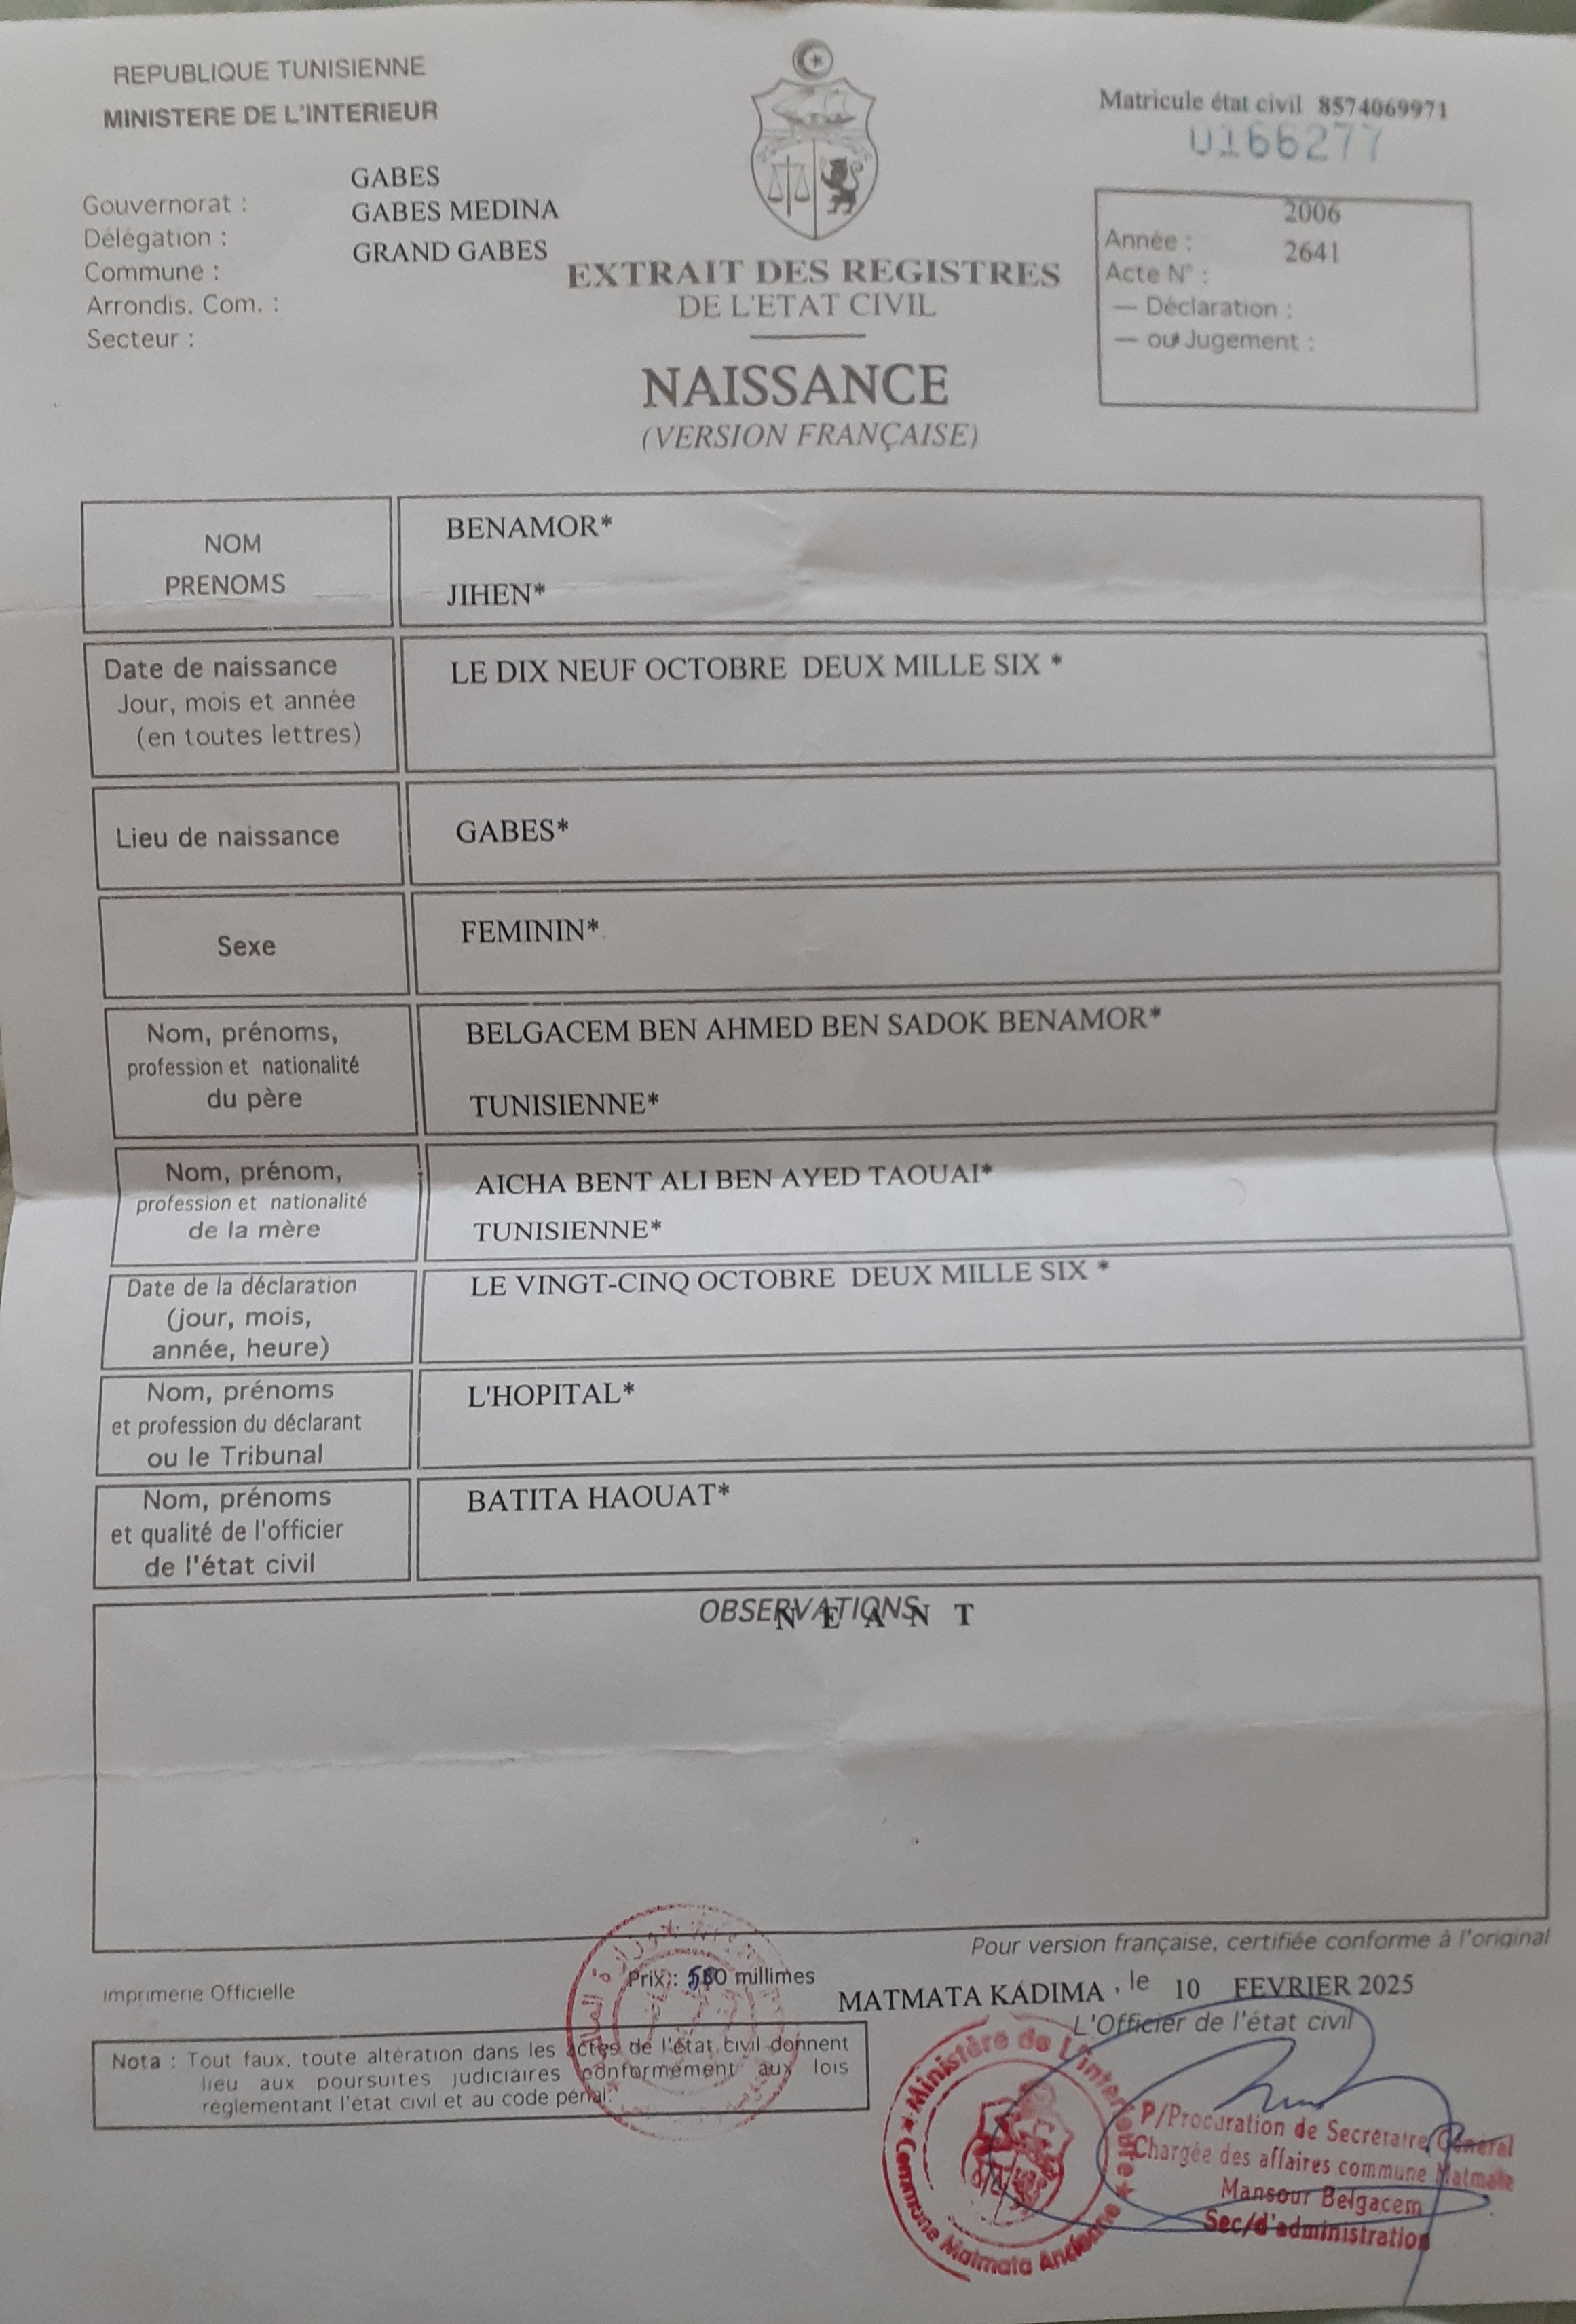 REPUBLIQUE TUNISIENNE
MINISTERE DE L'INTERIEUR
Matricule état civil 8574069971
0166277
GABES
Gouvernorat :
GABES MEDINA
Délégation :
GRAND GABES
Commune :
Arrondis. Com. :
Secteur :
2006
Année :
2641
Acte N° :
— Déclaration :
— ou Jugement :
EXTRAIT DES REGISTRES
DE L'ETAT CIVIL
NAISSANCE
(VERSION FRANÇAISE)
NOM
PRENOMS
BENAMOR*
JIHEN*
Date de naissance
Jour, mois et année
(en toutes lettres)
LE DIX NEUF OCTOBRE DEUX MILLE SIX *
Lieu de naissance
GABES*
Sexe
FEMININ*
Nom, prénoms,
profession et nationalité
du père
BELGACEM BEN AHMED BEN SADOK BENAMOR*
TUNISIENNE*
Nom, prénom,
profession et nationalité
de la mère
AICHA BENT ALI BEN AYED TAOUAI*
TUNISIENNE*
Date de la déclaration
(jour, mois,
année, heure)
LE VINGT-CINQ OCTOBRE DEUX MILLE SIX *
Nom, prénoms
et profession du déclarant
ou le Tribunal
L'HOPITAL*
Nom, prénoms
et qualité de l'officier
de l'état civil
BATITA HAOUAT*
OBSERVATIONS
N E A N T
Pour version française, certifiée conforme à l'original
Imprimerie Officielle
Prix : millimes
MATMATA KADIMA , le 10 FEVRIER 2025
L'Officier de l'état civil
Nota : Tout faux, toute altération dans les actes de l'état civil donnent
lieu aux poursuites judiciaires conformément aux lois
réglementant l'état civil et au code pénal.
Ministère de L'interieure
Commune Matmata Ancienne
P/Procuration de Secrétaire Général
Chargée des affaires commune Matmata
Mansour Belgacem
Sec/d'administration